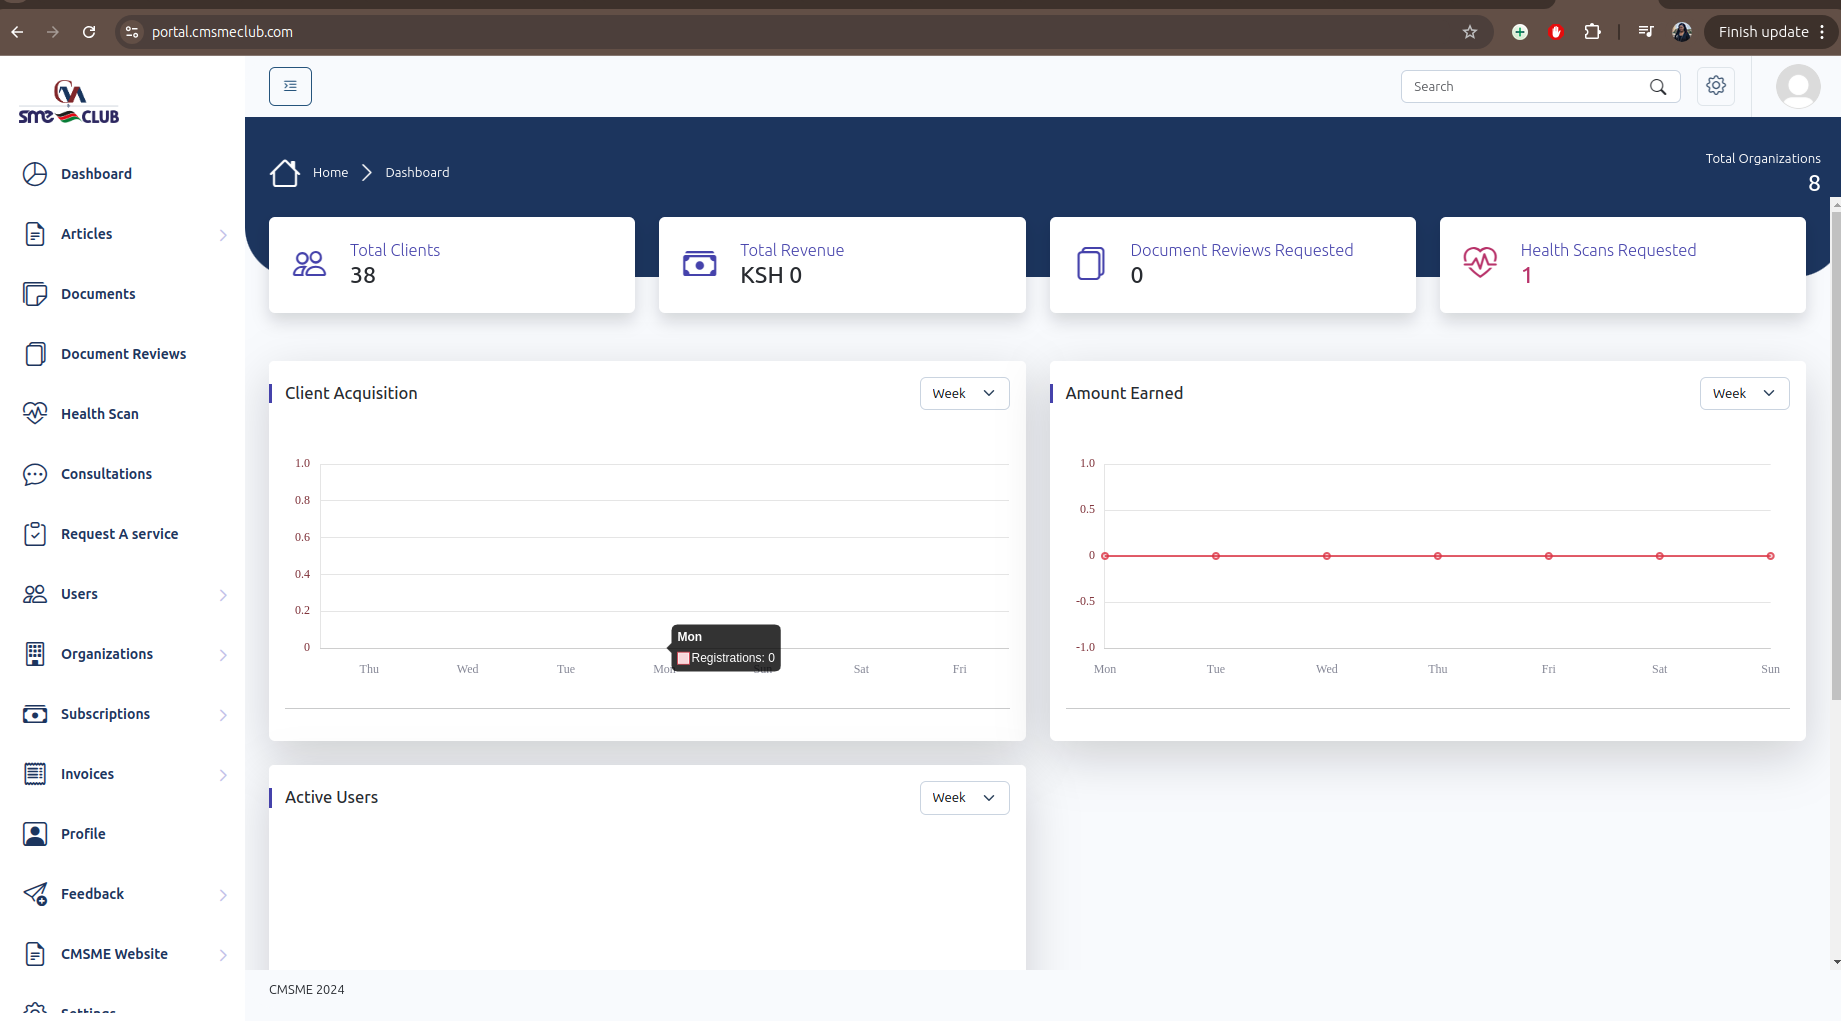 portal.cmsmeclub.com
Finish update
CM
sme CLUB
Search
Dashboard
Articles
Documents
Document Reviews
Health Scan
Consultations
Request A service
Users
Organizations
Subscriptions
Invoices
Profile
Feedback
CMSME Website
Settings
Home > Dashboard
Total Organizations
8
Total Clients
38
Total Revenue
KSH 0
Document Reviews Requested
0
Health Scans Requested
1
Client Acquisition
Week
1.0
0.8
0.6
0.4
0.2
0
Mon
Registrations: 0
Thu Wed Tue Mon Sun Sat Fri
Amount Earned
Week
1.0
0.5
0
-0.5
-1.0
Mon Tue Wed Thu Fri Sat Sun
Active Users
Week
CMSME 2024